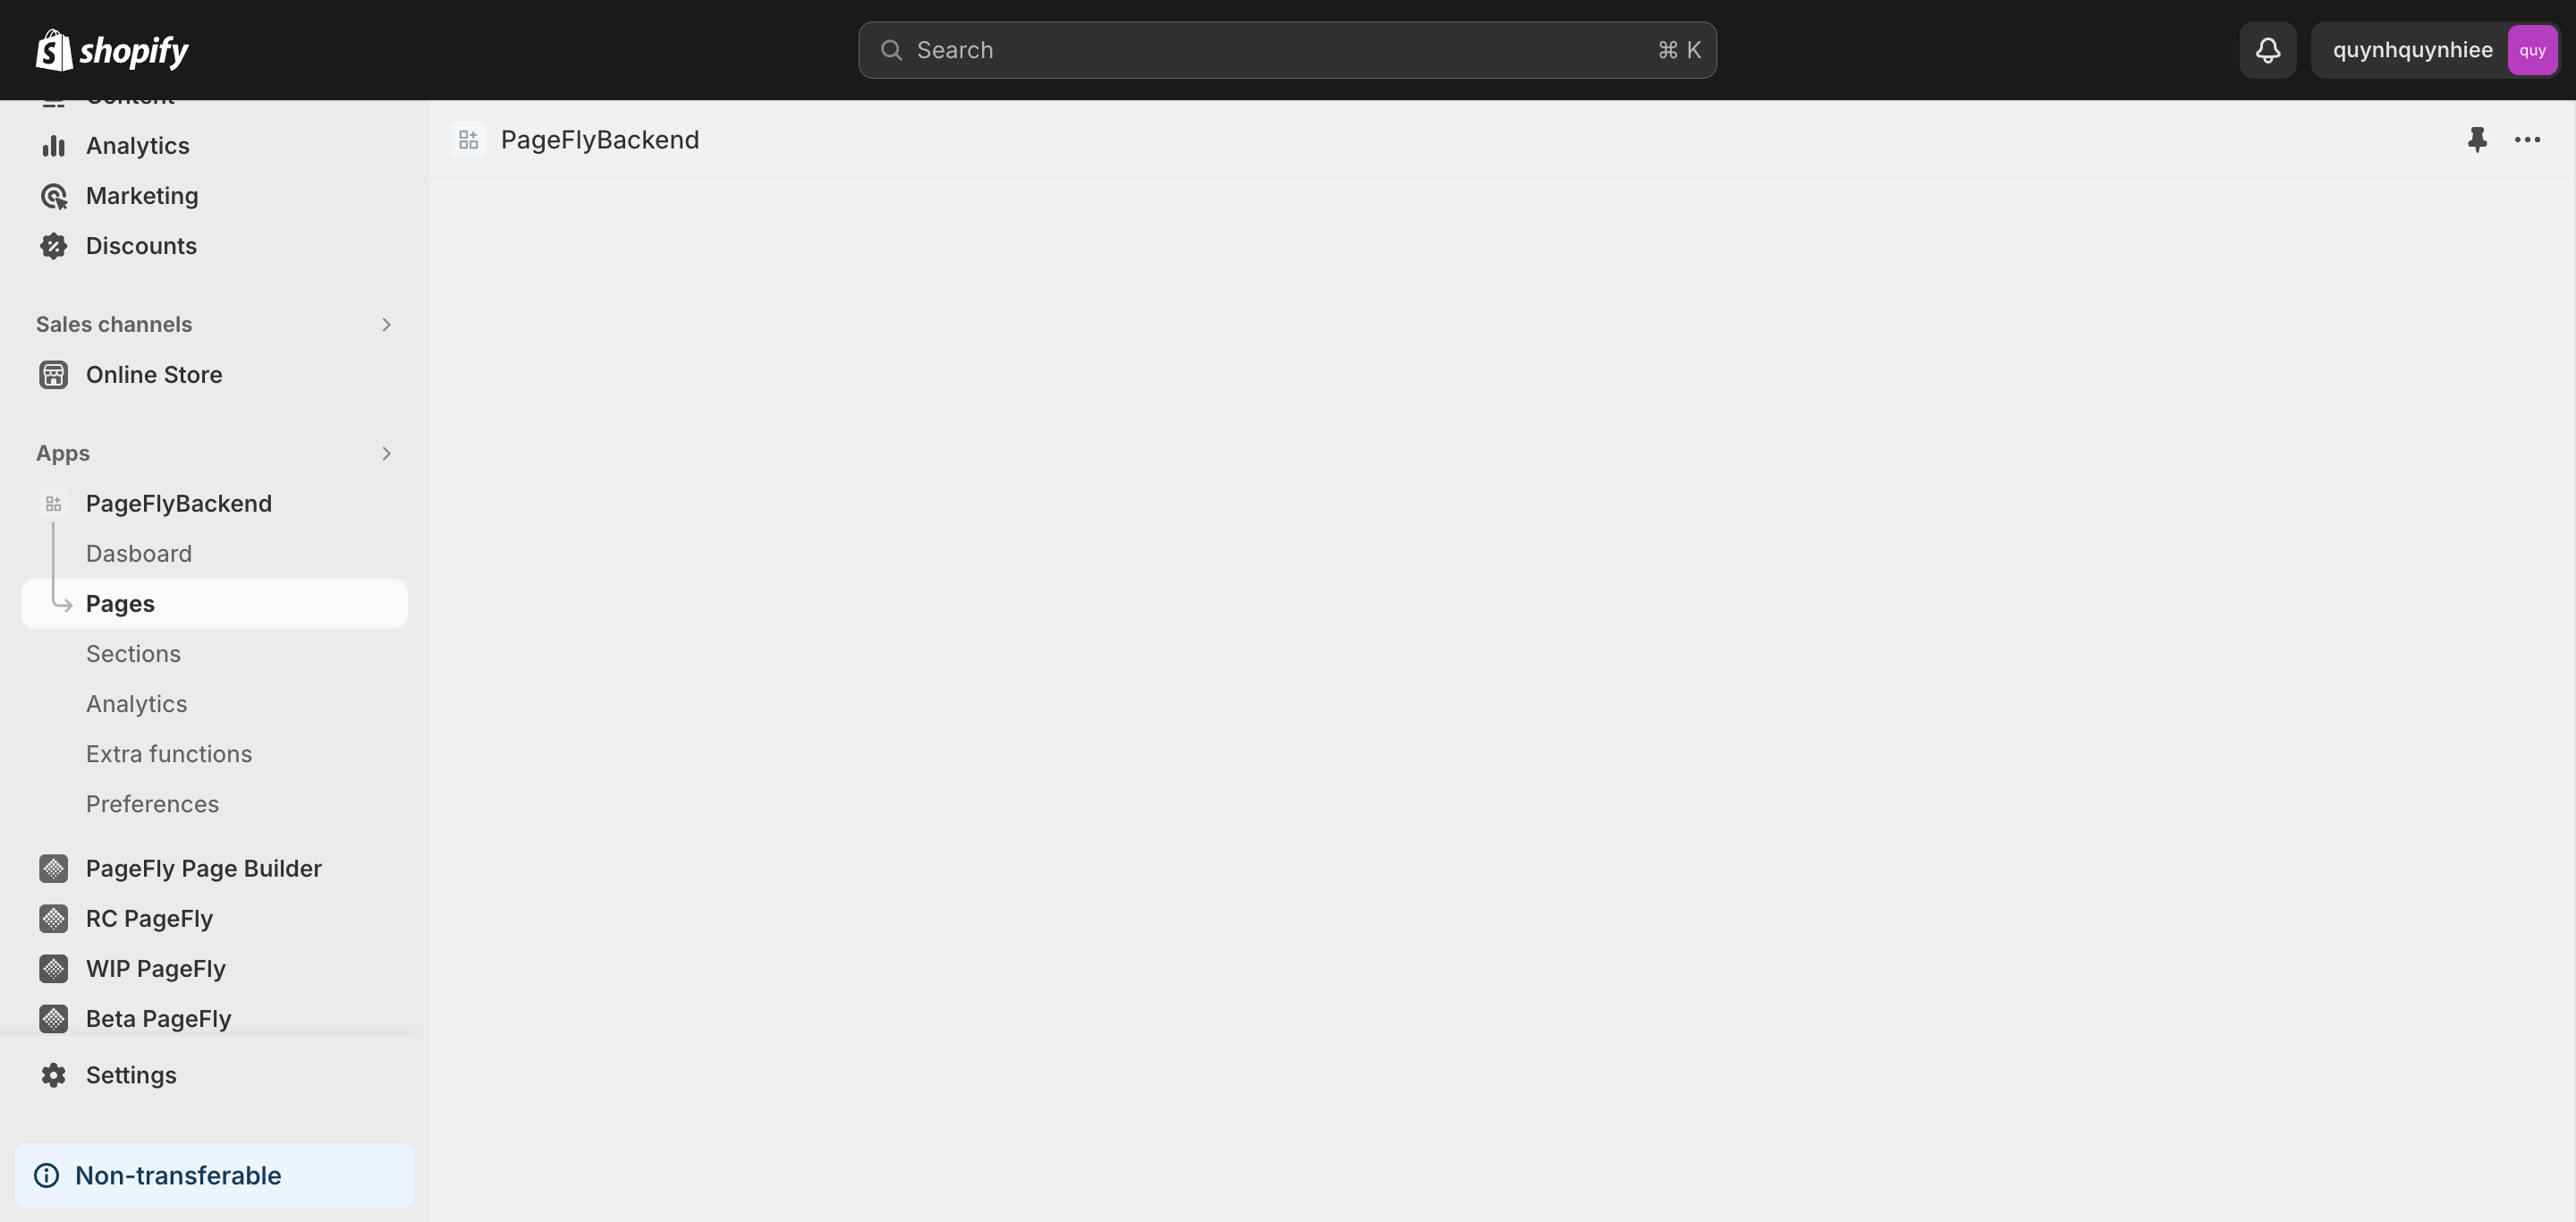 shopify
Search
⌘ K
quynhquynhiee
quy
Content
Analytics
Marketing
Discounts
Sales channels
Online Store
Apps
PageFlyBackend
Dasboard
Pages
Sections
Analytics
Extra functions
Preferences
PageFly Page Builder
RC PageFly
WIP PageFly
Beta PageFly
Settings
Non-transferable
PageFlyBackend